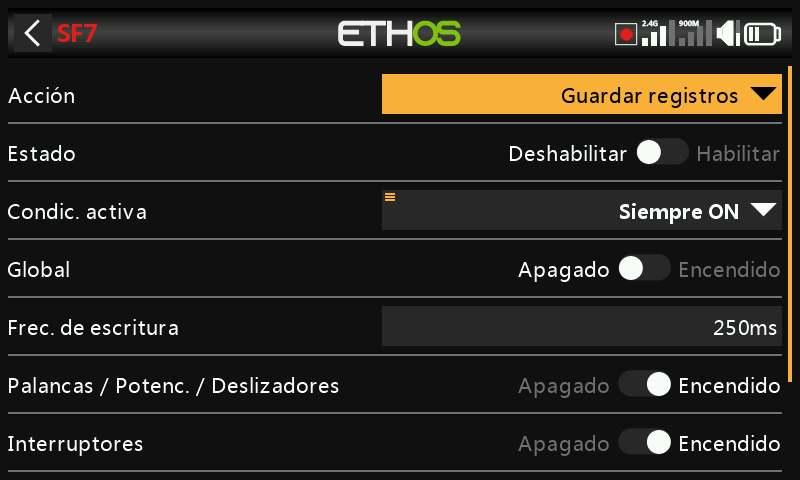 SF7 ETHOS 2.4G 900M
Acción Guardar registros
Estado Deshabilitar Habilitar
Condic. activa Siempre ON
Global Apagado Encendido
Frec. de escritura 250ms
Palancas / Potenc. / Deslizadores Apagado Encendido
Interruptores Apagado Encendido